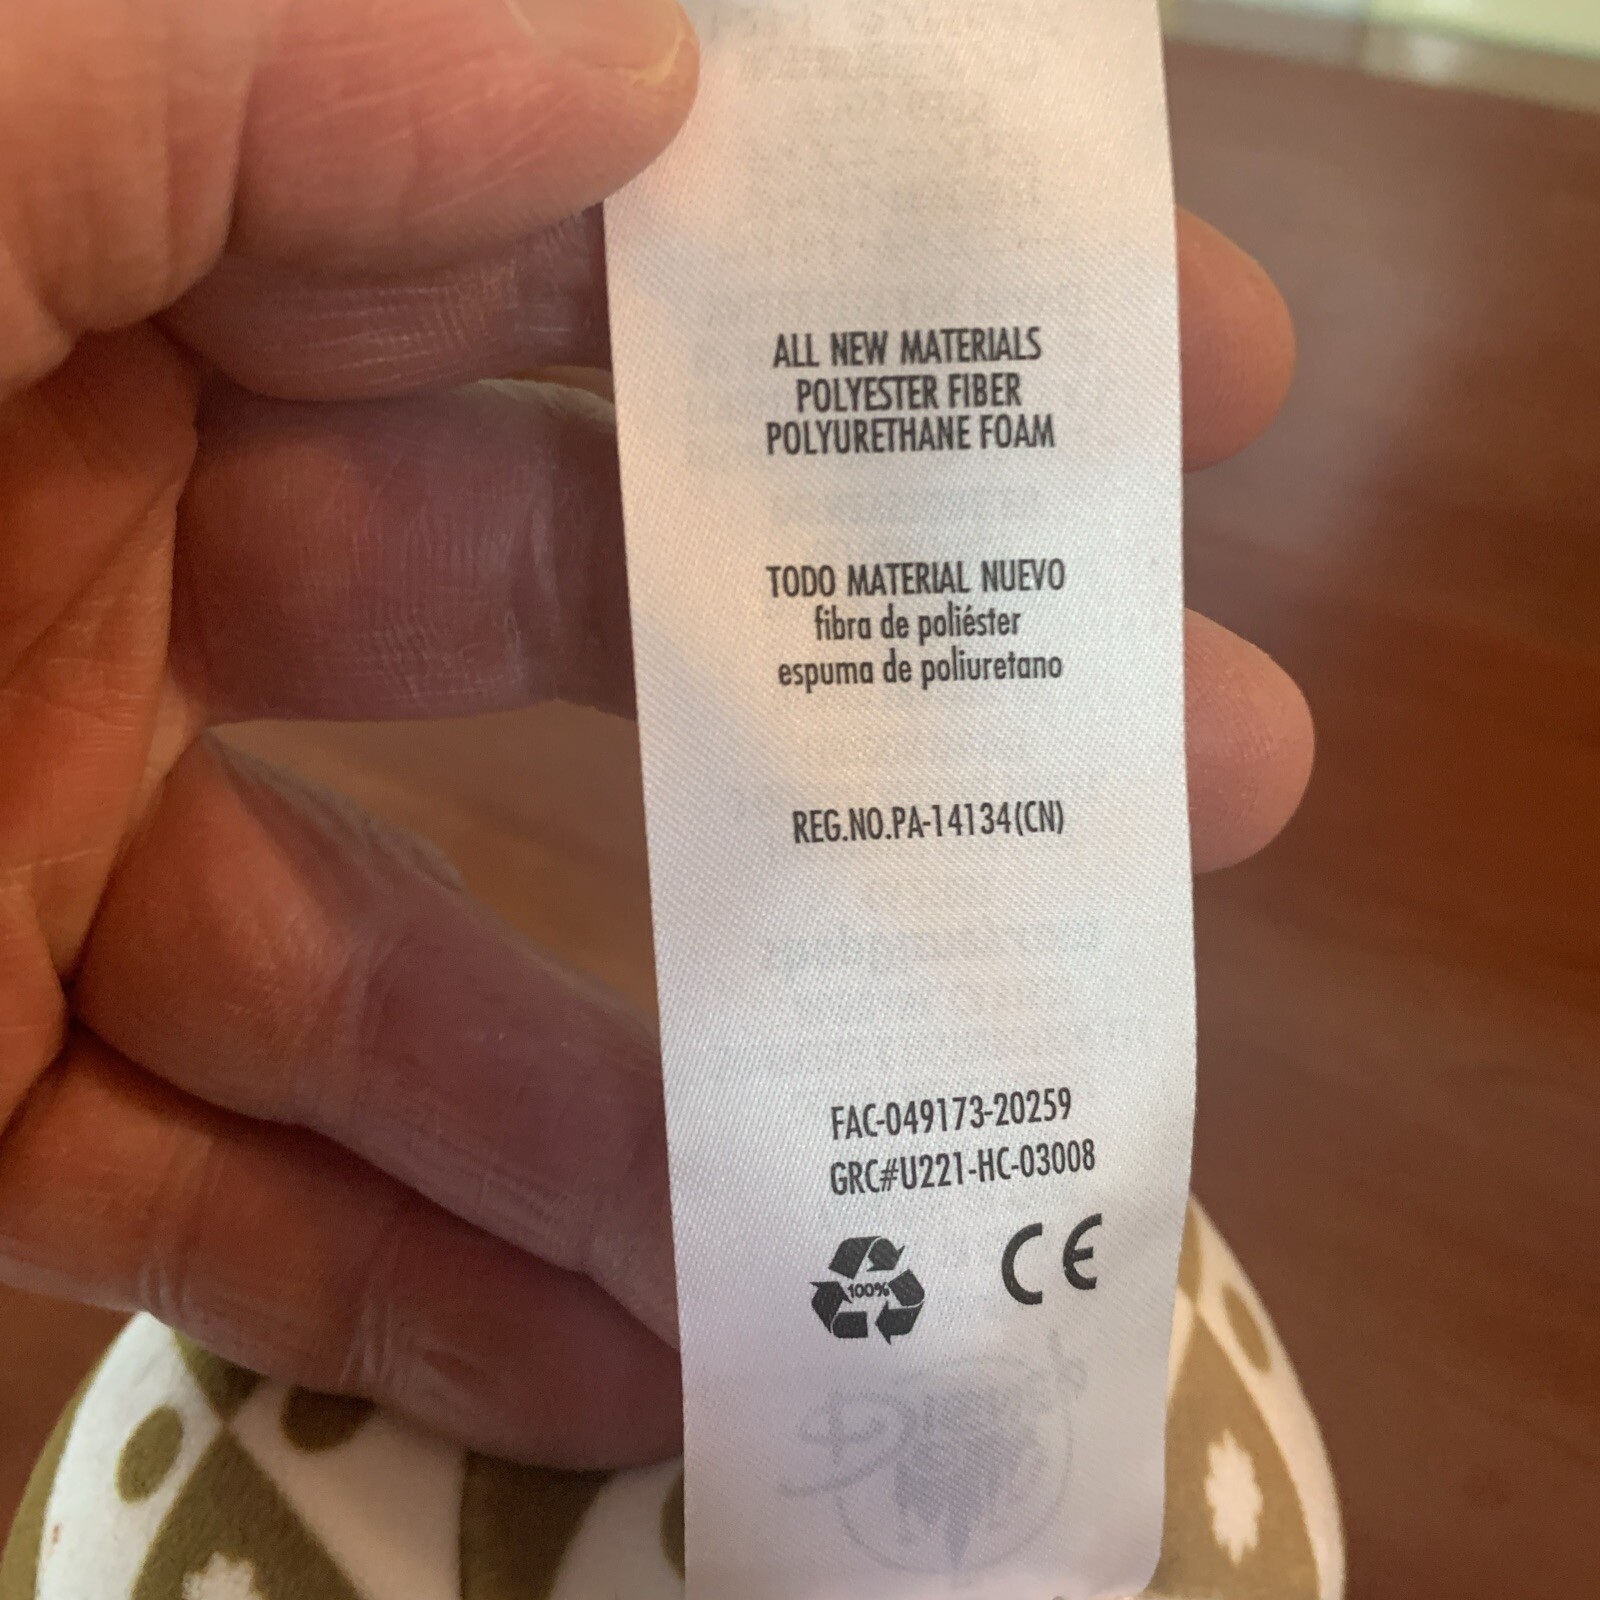 ALL NEW MATERIALS
POLYESTER FIBER
POLYURETHANE FOAM
TODO MATERIAL NUEVO
fibra de poliéster
espuma de poliuretano
REG.NO.PA-14134(CN)
FAC-049173-20259
GRC#U221-HC-03008
100%
CE